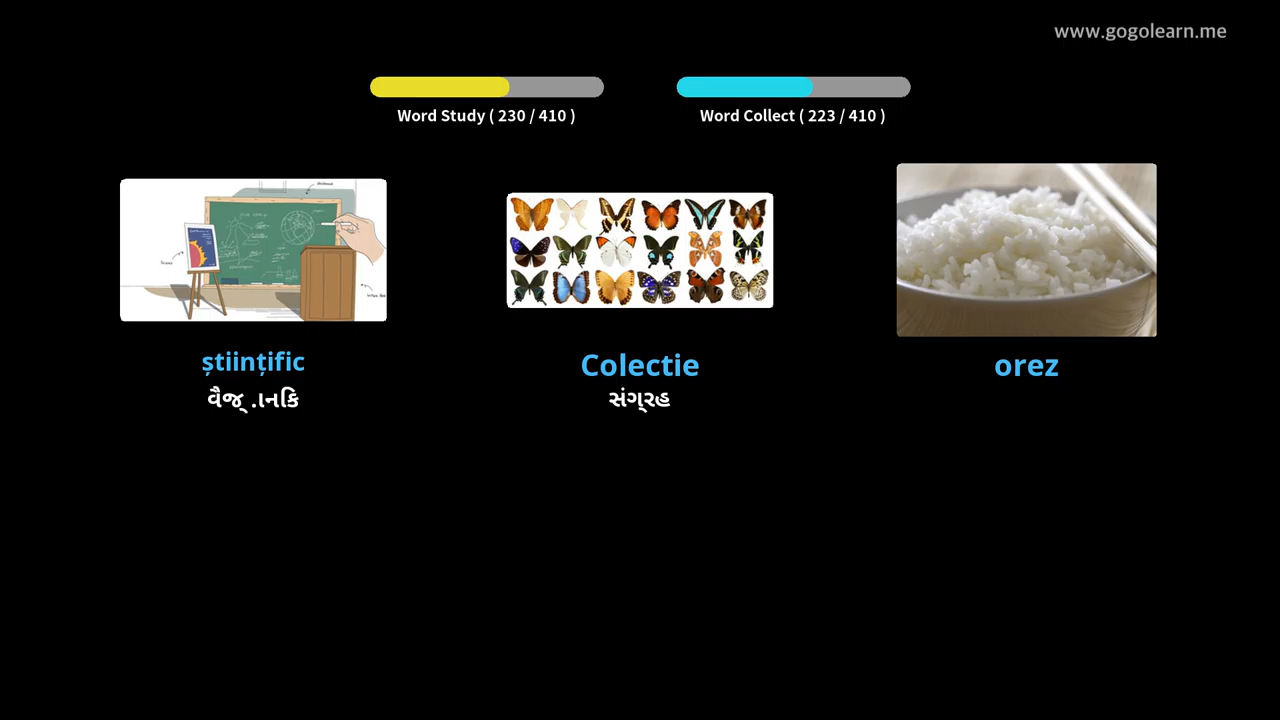 www.gogolearn.me
Word Study ( 230 / 410 )
Word Collect ( 223 / 410 )
științific
વૈજ્ઞાનિક
Colectie
સંગ્રહ
orez